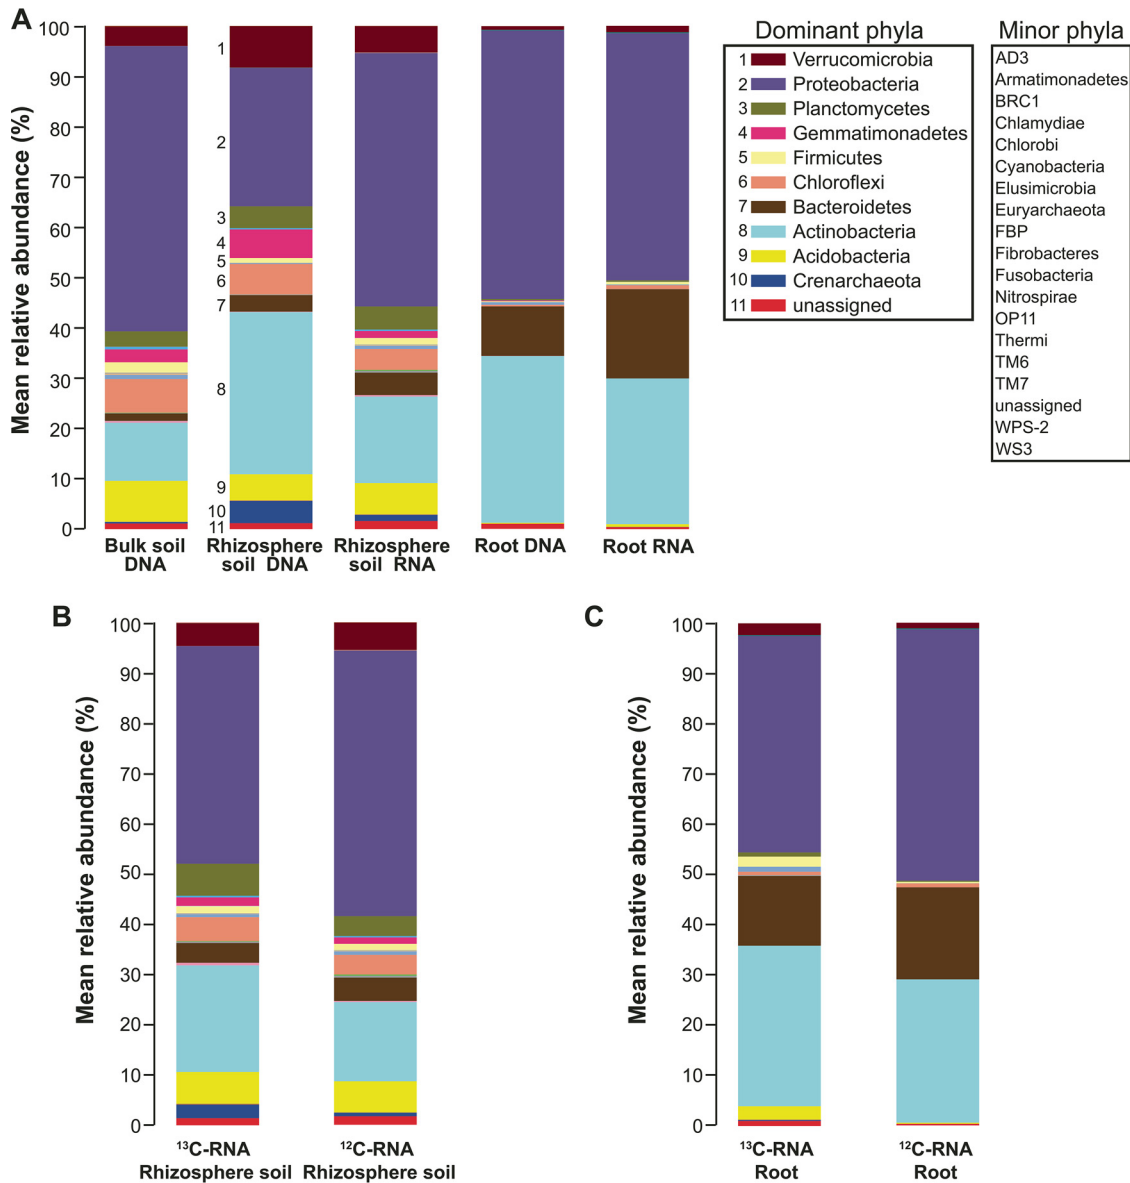 A
Mean relative abundance (%)
100
90
80
70
60
50
40
30
20
10
0
1
2
3
4
5
6
7
8
9
10
11
Bulk soil
DNA
Rhizosphere
soil DNA
Rhizosphere
soil RNA
Root DNA
Root RNA
Dominant phyla
1 Verrucomicrobia
2 Proteobacteria
3 Planctomycetes
4 Gemmatimonadetes
5 Firmicutes
6 Chloroflexi
7 Bacteroidetes
8 Actinobacteria
9 Acidobacteria
10 Crenarchaeota
11 unassigned
Minor phyla
AD3
Armatimonadetes
BRC1
Chlamydiae
Chlorobi
Cyanobacteria
Elusimicrobia
Euryarchaeota
FBP
Fibrobacteres
Fusobacteria
Nitrospirae
OP11
Thermi
TM6
TM7
unassigned
WPS-2
WS3
B
Mean relative abundance (%)
100
90
80
70
60
50
40
30
20
10
0
¹³C-RNA
Rhizosphere soil
¹²C-RNA
Rhizosphere soil
C
Mean relative abundance (%)
100
90
80
70
60
50
40
30
20
10
0
¹³C-RNA
Root
¹²C-RNA
Root